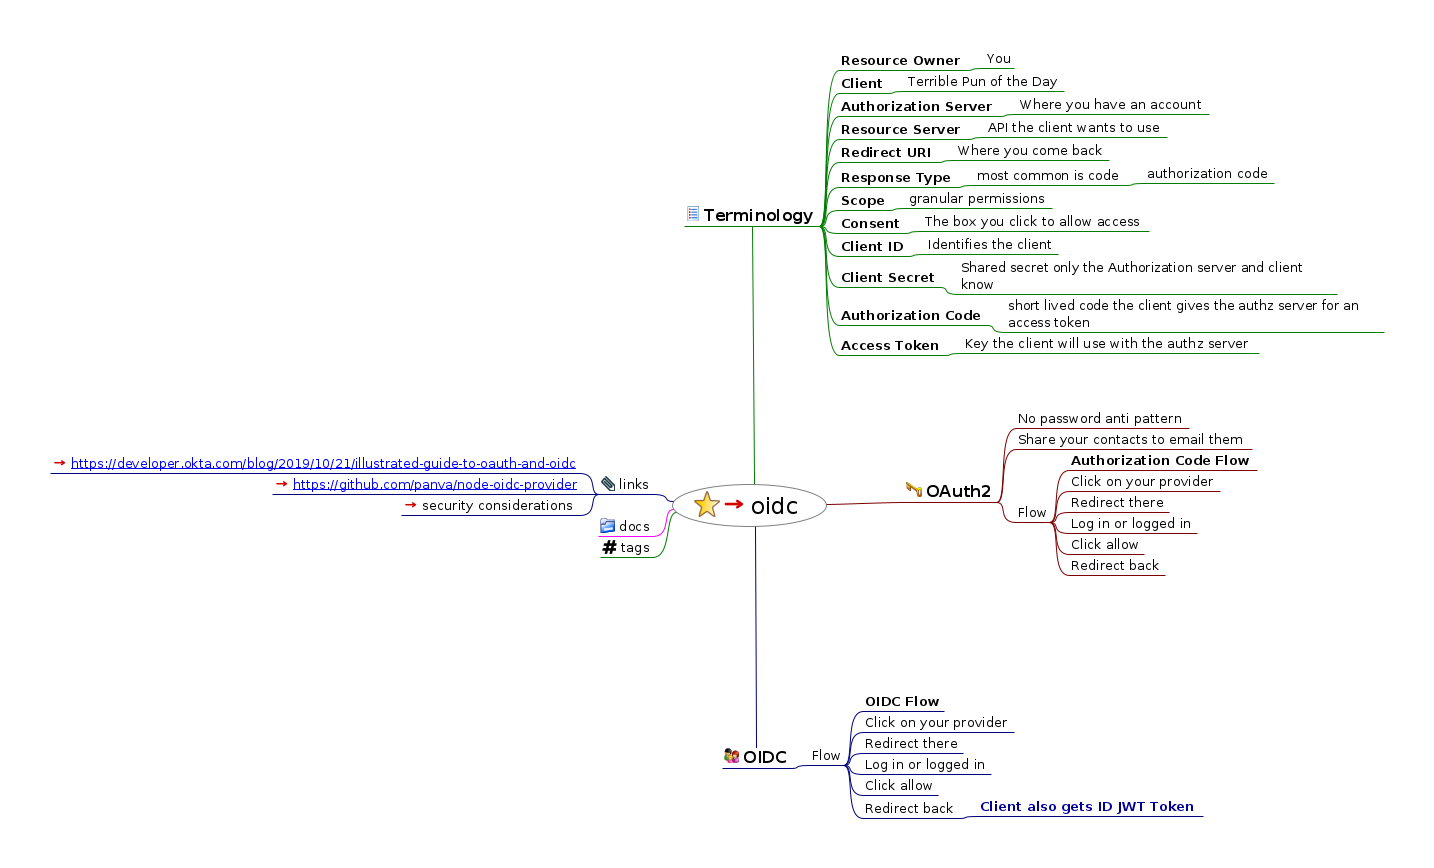 Resource Owner You
Client Terrible Pun of the Day
Authorization Server Where you have an account
Resource Server API the client wants to use
Redirect URI Where you come back
Response Type most common is code authorization code
Scope granular permissions
Terminology
Consent The box you click to allow access
Client ID Identifies the client
Client Secret Shared secret only the Authorization server and client
know
Authorization Code short lived code the client gives the authz server for an
access token
Access Token Key the client will use with the authz server
https://developer.okta.com/blog/2019/10/21/illustrated-guide-to-oauth-and-oidc
https://github.com/panva/node-oidc-provider
links
security considerations
docs
# tags
oidc
OAuth2
No password anti pattern
Share your contacts to email them
Flow
Authorization Code Flow
Click on your provider
Redirect there
Log in or logged in
Click allow
Redirect back
OIDC
Flow
OIDC Flow
Click on your provider
Redirect there
Log in or logged in
Click allow
Redirect back Client also gets ID JWT Token